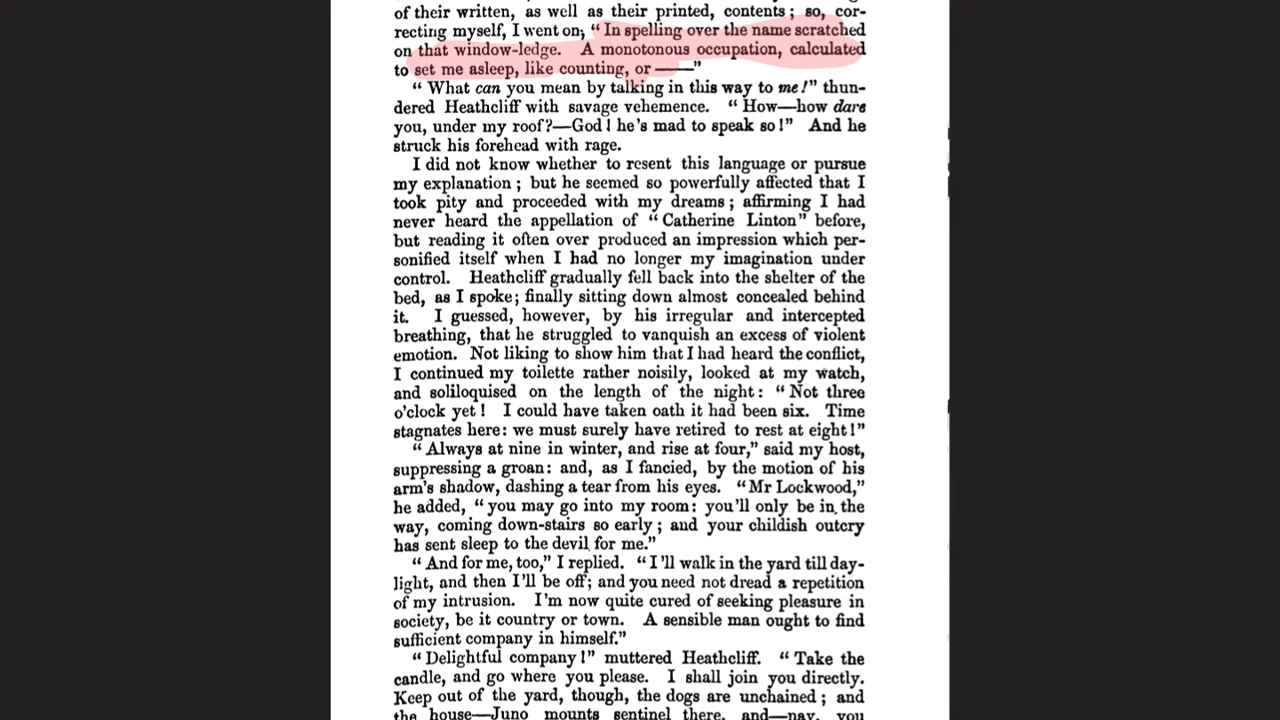 of their written, as well as their printed, contents; so, cor-
recting myself, I went on, "In spelling over the name scratched
on that window-ledge. A monotonous occupation, calculated
to set me asleep, like counting, or ——"
"What can you mean by talking in this way to me!" thun-
dered Heathcliff with savage vehemence. "How—how dare
you, under my roof?—God! he's mad to speak so!" And he
struck his forehead with rage.
I did not know whether to resent this language or pursue
my explanation; but he seemed so powerfully affected that I
took pity and proceeded with my dreams; affirming I had
never heard the appellation of "Catherine Linton" before,
but reading it often over produced an impression which per-
sonified itself when I had no longer my imagination under
control. Heathcliff gradually fell back into the shelter of the
bed, as I spoke; finally sitting down almost concealed behind
it. I guessed, however, by his irregular and intercepted
breathing, that he struggled to vanquish an excess of violent
emotion. Not liking to show him that I had heard the conflict,
I continued my toilette rather noisily, looked at my watch,
and soliloquised on the length of the night: "Not three
o'clock yet! I could have taken oath it had been six. Time
stagnates here: we must surely have retired to rest at eight!"
"Always at nine in winter, and rise at four," said my host,
suppressing a groan: and, as I fancied, by the motion of his
arm's shadow, dashing a tear from his eyes. "Mr Lockwood,"
he added, "you may go into my room: you'll only be in the
way, coming down-stairs so early; and your childish outcry
has sent sleep to the devil for me."
"And for me, too," I replied. "I'll walk in the yard till day-
light, and then I'll be off; and you need not dread a repetition
of my intrusion. I'm now quite cured of seeking pleasure in
society, be it country or town. A sensible man ought to find
sufficient company in himself."
"Delightful company!" muttered Heathcliff. "Take the
candle, and go where you please. I shall join you directly.
Keep out of the yard, though, the dogs are unchained; and
the house—Juno mounts sentinel there, and—nay, you